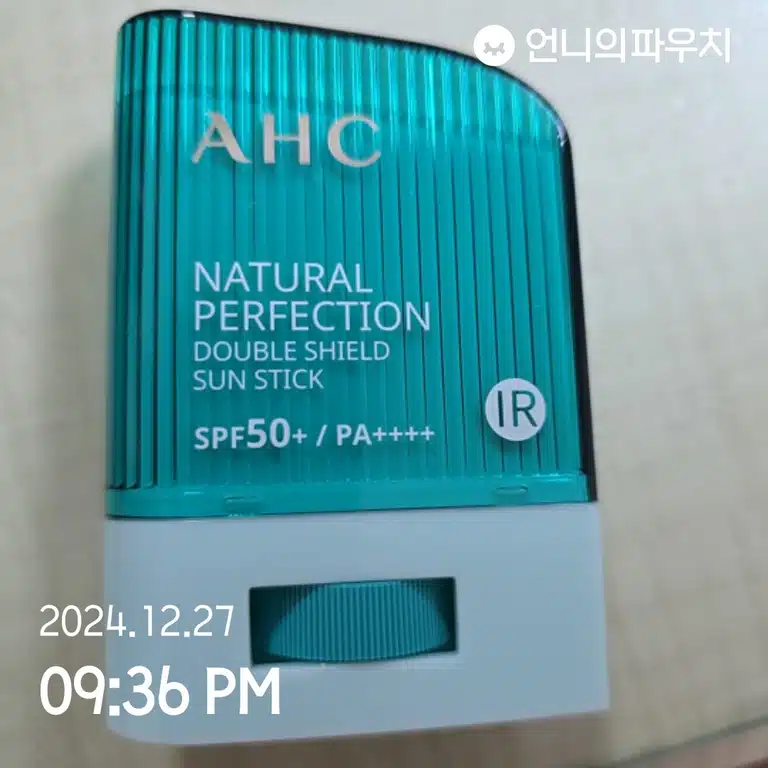 언니의파우치
AHC
NATURAL
PERFECTION
DOUBLE SHIELD
SUN STICK
SPF50+ / PA++++
IR
2024.12.27
09:36 PM